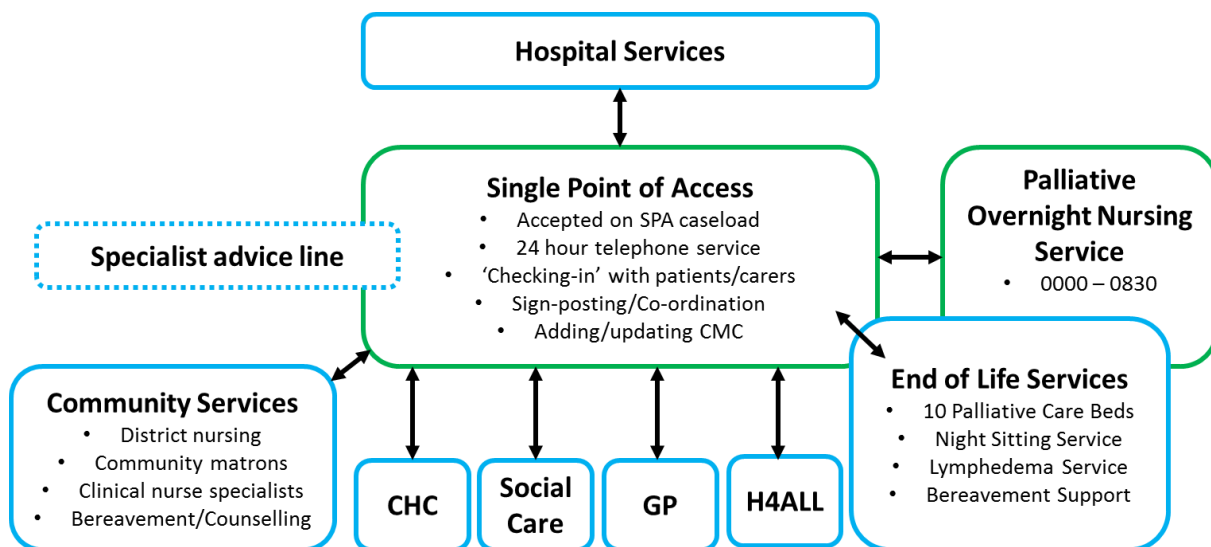 Hospital Services
Single Point of Access
• Accepted on SPA caseload
• 24 hour telephone service
• ‘Checking-in’ with patients/carers
• Sign-posting/Co-ordination
• Adding/updating CMC
Palliative
Overnight Nursing
Service
• 0000 – 0830
Specialist advice line
Community Services
• District nursing
• Community matrons
• Clinical nurse specialists
• Bereavement/Counselling
End of Life Services
• 10 Palliative Care Beds
• Night Sitting Service
• Lymphedema Service
• Bereavement Support
CHC
Social
Care
GP
H4ALL